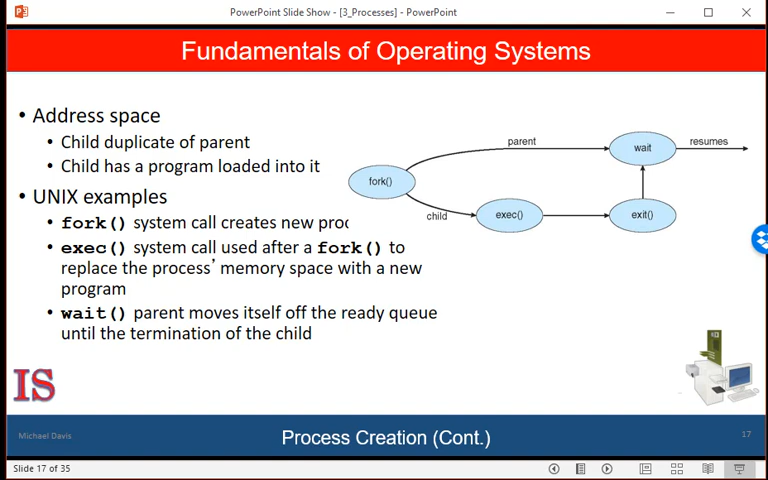 PowerPoint Slide Show - [3_Processes] - PowerPoint
Fundamentals of Operating Systems
• Address space
• Child duplicate of parent
• Child has a program loaded into it
• UNIX examples
• fork() system call creates new proc
• exec() system call used after a fork() to
replace the process’ memory space with a new
program
• wait() parent moves itself off the ready queue
until the termination of the child
parent
resumes
wait
fork()
child
exec()
exit()
IS
Michael Davis
Process Creation (Cont.)
17
Slide 17 of 35